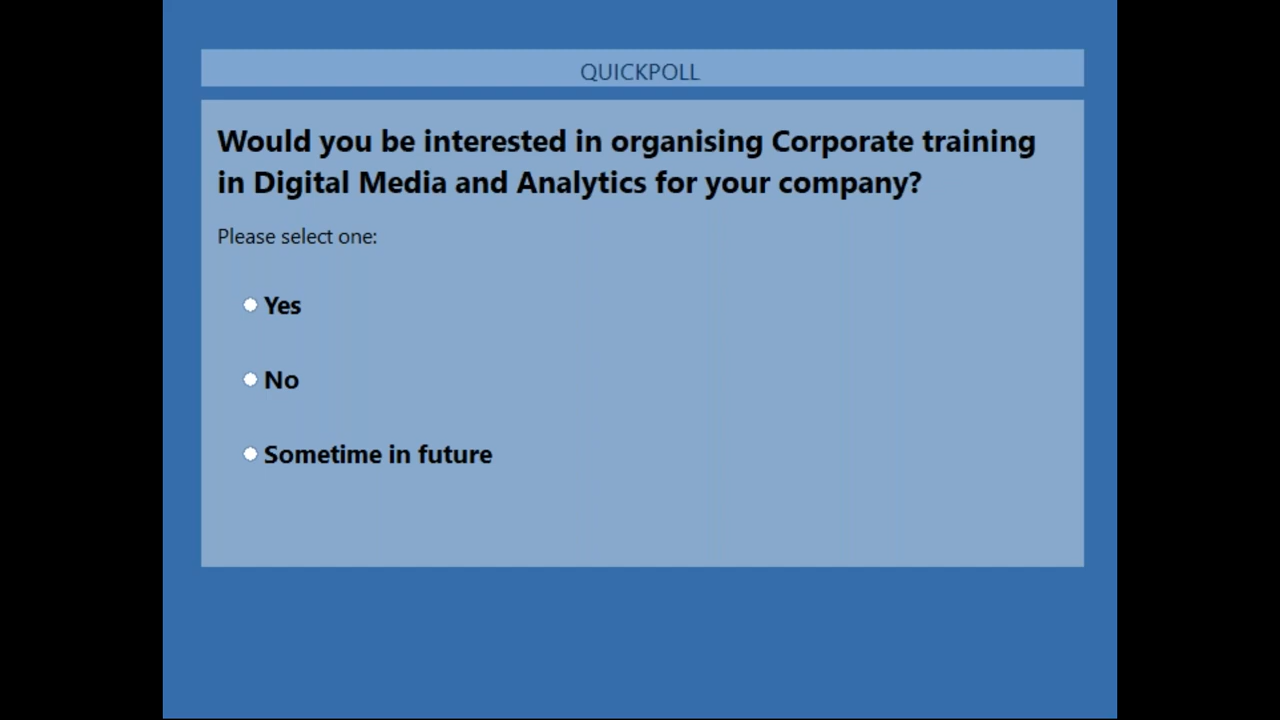 QUICKPOLL
Would you be interested in organising Corporate training
in Digital Media and Analytics for your company?
Please select one:
Yes
No
Sometime in future